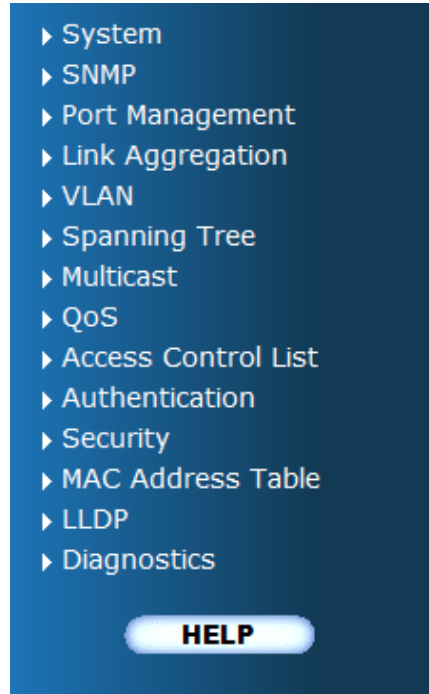 System
SNMP
Port Management
Link Aggregation
VLAN
Spanning Tree
Multicast
QoS
Access Control List
Authentication
Security
MAC Address Table
LLDP
Diagnostics
HELP